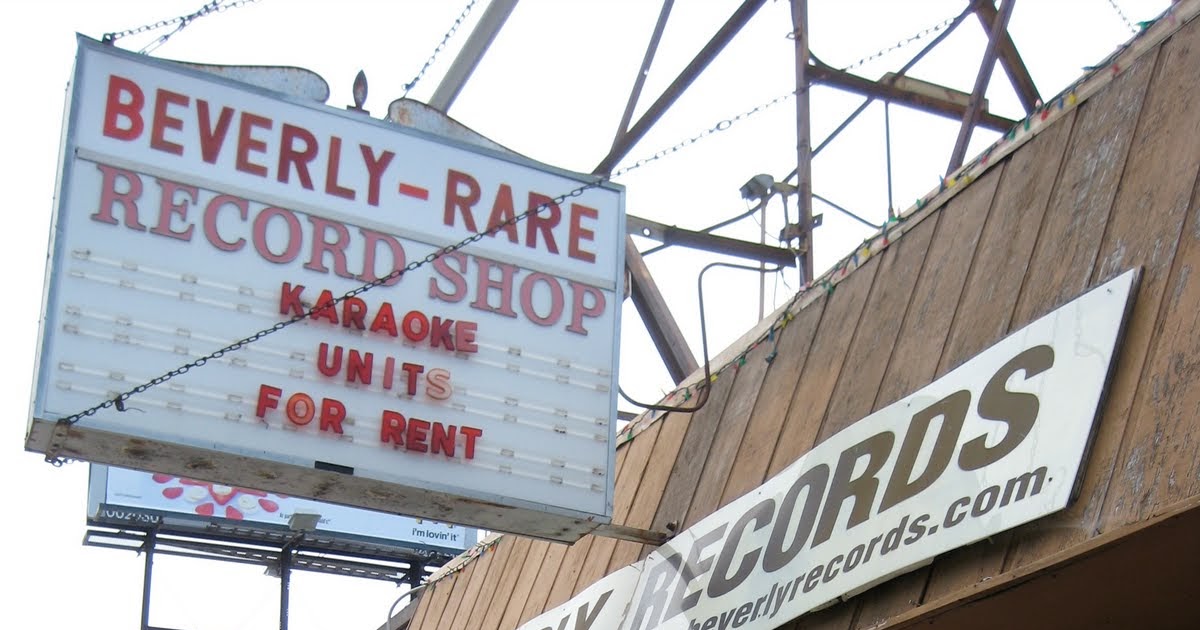 BEVERLY-RARE
RECORD SHOP
KARAOKE
UNITS
FOR RENT
i'm lovin' it
RECORDS
beverlyrecords.com